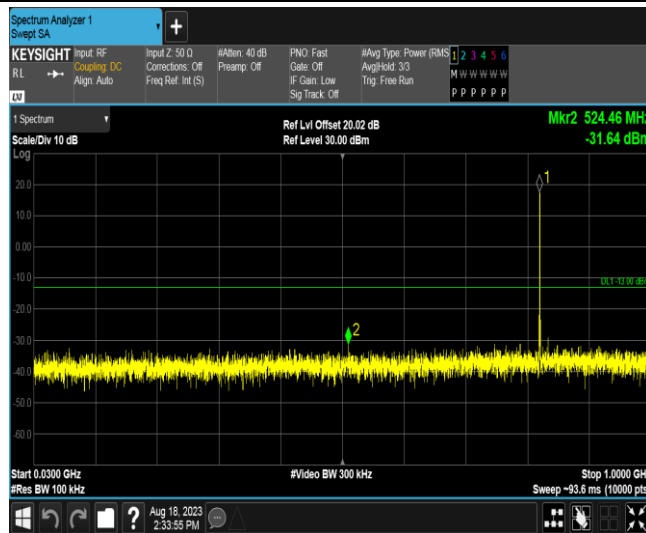 Spectrum Analyzer 1
Swept SA
+
KEYSIGHT
RL
LXI
Input: RF
Coupling: DC
Align: Auto
Input Z: 50 Ω
Corrections: Off
Freq Ref: Int (S)
#Atten: 40 dB
Preamp: Off
PNO: Fast
Gate: Off
IF Gain: Low
Sig Track: Off
#Avg Type: Power (RMS
Avg|Hold: 3/3
Trig: Free Run
1 2 3 4 5 6
M W W W W W
P P P P P P
1 Spectrum
Scale/Div 10 dB
Log
Ref Lvl Offset 20.02 dB
Ref Level 30.00 dBm
Mkr2 524.46 MHz
-31.64 dBm
20.0
10.0
0.00
-10.0
-20.0
-30.0
-40.0
-50.0
-60.0
1
2
DL1 -13.00 dBm
Start 0.0300 GHz
#Res BW 100 kHz
#Video BW 300 kHz
Stop 1.0000 GH
Sweep ~93.6 ms (10000 pts
?
Aug 18, 2023
2:33:55 PM